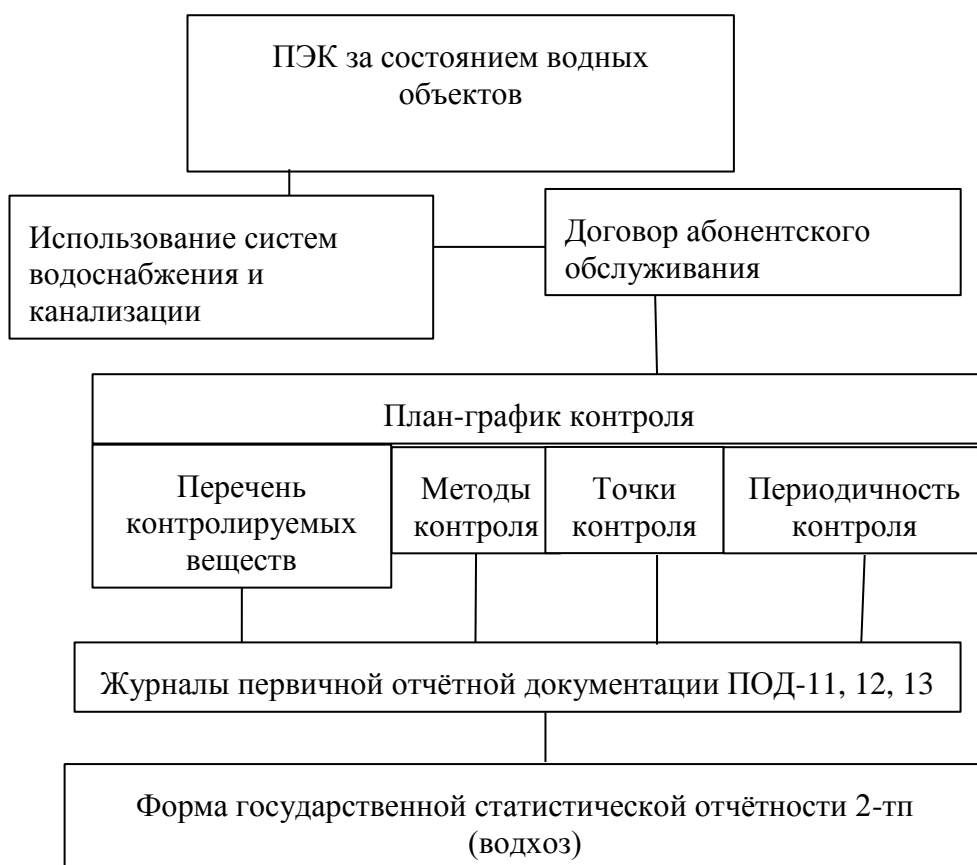 ПЭК за состоянием водных
объектов
Использование систем
водоснабжения и
канализации
Договор абонентского
обслуживания
План-график контроля
Перечень
контролируемых
веществ
Методы
контроля
Точки
контроля
Периодичность
контроля
Журналы первичной отчётной документации ПОД-11, 12, 13
Форма государственной статистической отчётности 2-тп
(водхоз)